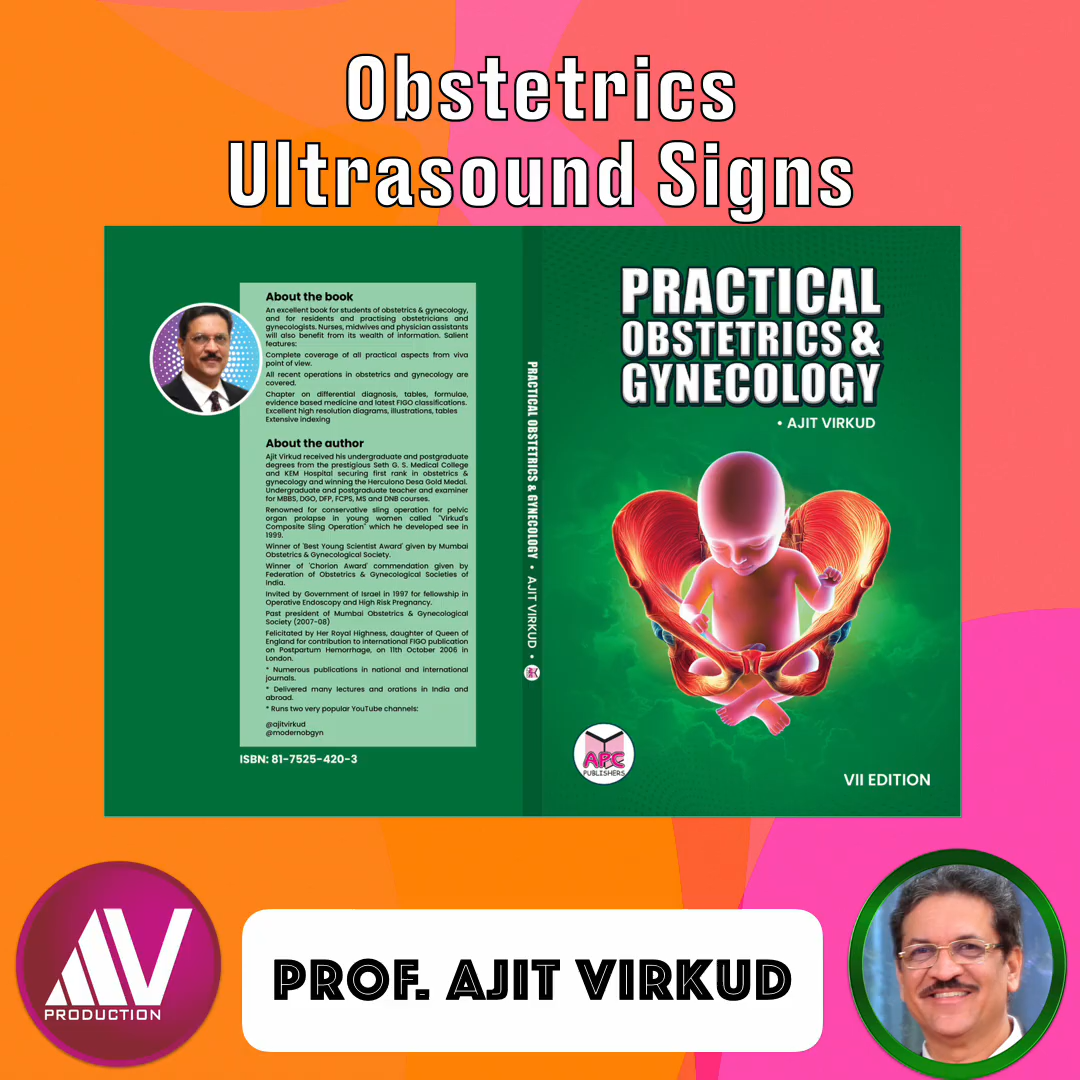 Obstetrics
Ultrasound Signs
About the book
An excellent book for students of obstetrics & gynecology,
and for residents and practising obstetricians and
gynecologists. Nurses, midwives and physician assistants
will also benefit from its wealth of information. Salient
features:
Complete coverage of all practical aspects from viva
point of view.
All recent operations in obstetrics and gynecology are
covered.
Chapter on differential diagnosis, tables, formulae,
evidence based medicine and latest FIGO classifications.
Excellent high resolution diagrams, illustrations, tables
Extensive indexing
About the author
Ajit Virkud received his undergraduate and postgraduate
degrees from the prestigious Seth G. S. Medical College
and KEM Hospital securing first rank in obstetrics &
gynecology and winning the Herculono Desa Gold Medal.
Undergraduate and postgraduate teacher and examiner
for MBBS, DGO, DFP, FCPS, MS and DNB courses.
Renowned for conservative sling operation for pelvic
organ prolapse in young women called "Virkud's
Composite Sling Operation" which he developed see in
1999.
Winner of 'Best Young Scientist Award' given by Mumbai
Obstetrics & Gynecological Society.
Winner of 'Chorion Award' commendation given by
Federation of Obstetrics & Gynecological Societies of
India.
Invited by Government of Israel in 1997 for fellowship in
Operative Endoscopy and High Risk Pregnancy.
Past president of Mumbai Obstetrics & Gynecological
Society (2007-08)
Felicitated by Her Royal Highness, daughter of Queen of
England for contribution to international FIGO publication
on Postpartum Hemorrhage, on 11th October 2006 in
London.
* Numerous publications in national and international
journals.
* Delivered many lectures and orations in India and
abroad.
* Runs two very popular YouTube channels:
@ajitvirkud
@modernobgyn
ISBN: 81-7525-420-3
PRACTICAL OBSTETRICS & GYNECOLOGY • AJIT VIRKUD •
PRACTICAL
OBSTETRICS &
GYNECOLOGY
• AJIT VIRKUD
APC
PUBLISHERS
VII EDITION
AV
PRODUCTION
PROF. AJIT VIRKUD